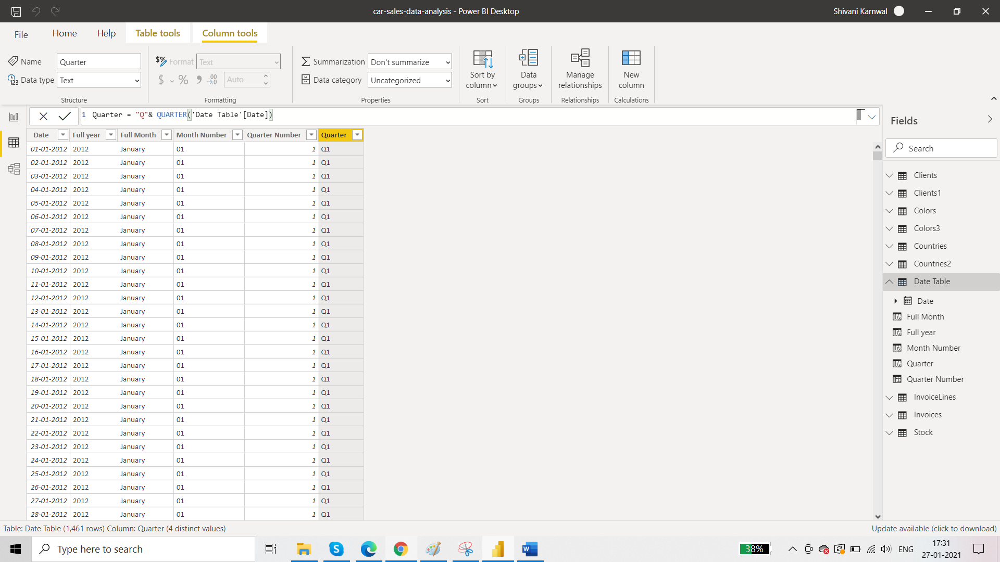 car-sales-data-analysis - Power BI Desktop
Shivani Karnwal
File Home Help Table tools Column tools
Name Quarter
Data type Text
Structure
Format Text
$ % 9 .00 Auto
Formatting
Summarization Don't summarize
Data category Uncategorized
Properties
Sort by
column
Sort
Data
groups
Groups
Manage
relationships
Relationships
New
column
Calculations
1 Quarter = "Q"& QUARTER('Date Table'[Date])
Date Full year Full Month Month Number Quarter Number Quarter
01-01-2012 2012 January 01 1 Q1
02-01-2012 2012 January 01 1 Q1
03-01-2012 2012 January 01 1 Q1
04-01-2012 2012 January 01 1 Q1
05-01-2012 2012 January 01 1 Q1
06-01-2012 2012 January 01 1 Q1
07-01-2012 2012 January 01 1 Q1
08-01-2012 2012 January 01 1 Q1
09-01-2012 2012 January 01 1 Q1
10-01-2012 2012 January 01 1 Q1
11-01-2012 2012 January 01 1 Q1
12-01-2012 2012 January 01 1 Q1
13-01-2012 2012 January 01 1 Q1
14-01-2012 2012 January 01 1 Q1
15-01-2012 2012 January 01 1 Q1
16-01-2012 2012 January 01 1 Q1
17-01-2012 2012 January 01 1 Q1
18-01-2012 2012 January 01 1 Q1
19-01-2012 2012 January 01 1 Q1
20-01-2012 2012 January 01 1 Q1
21-01-2012 2012 January 01 1 Q1
22-01-2012 2012 January 01 1 Q1
23-01-2012 2012 January 01 1 Q1
24-01-2012 2012 January 01 1 Q1
25-01-2012 2012 January 01 1 Q1
26-01-2012 2012 January 01 1 Q1
27-01-2012 2012 January 01 1 Q1
28-01-2012 2012 January 01 1 Q1
Fields
Search
Clients
Clients1
Colors
Colors3
Countries
Countries2
Date Table
Date
Full Month
Full year
Month Number
Quarter
Quarter Number
InvoiceLines
Invoices
Stock
Table: Date Table (1,461 rows) Column: Quarter (4 distinct values)
Update available (click to download)
Type here to search
38%
ENG
17:31
27-01-2021